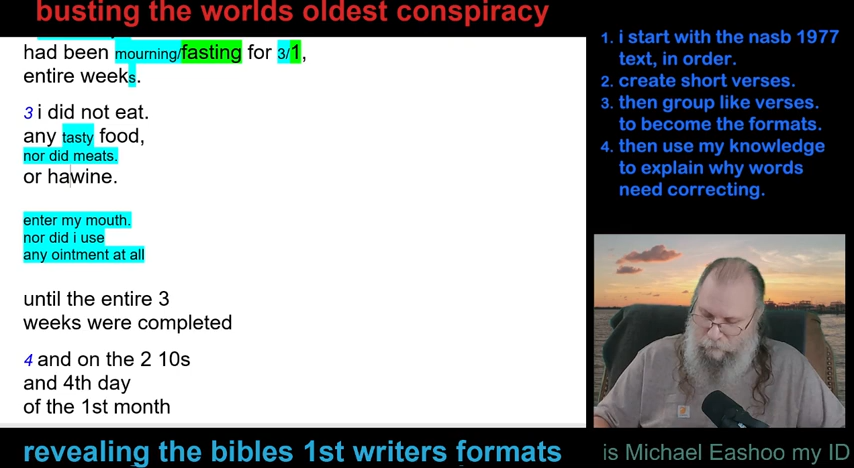 busting the worlds oldest conspiracy
had been mourning/fasting for 3/1,
entire weeks.
3 i did not eat.
any tasty food,
nor did meats.
or hawine.
enter my mouth.
nor did i use
any ointment at all
until the entire 3
weeks were completed
4 and on the 2 10s
and 4th day
of the 1st month
revealing the bibles 1st writers formats
1. i start with the nasb 1977
text, in order.
2. create short verses.
3. then group like verses.
to become the formats.
4. then use my knowledge
to explain why words
need correcting.
is Michael Eashoo my ID